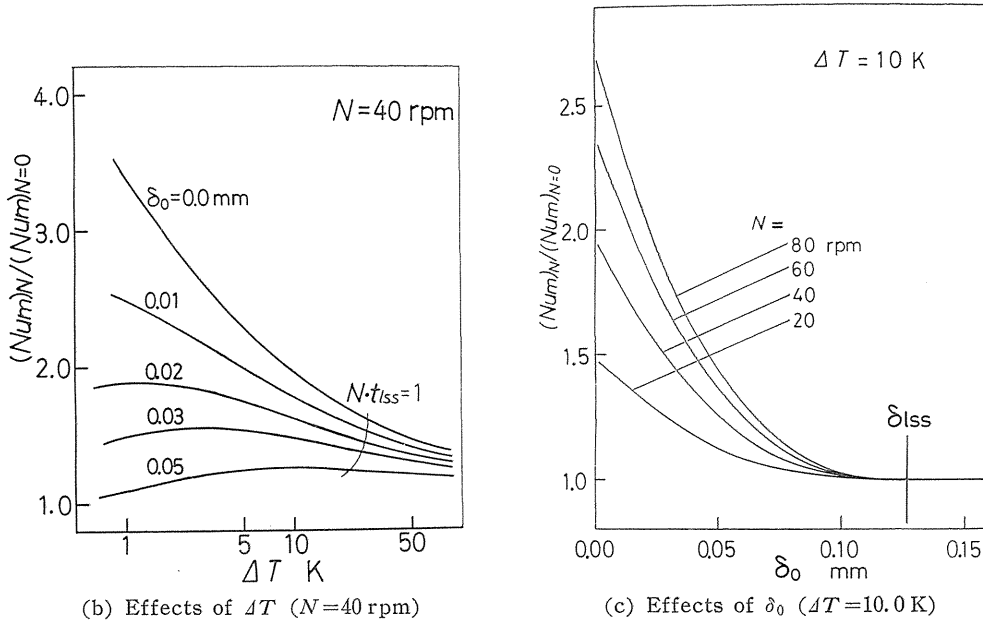 4.0
3.0
2.0
1.0
(Num)N/(Num)N=0
N=40 rpm
δ₀=0.0 mm
0.01
0.02
0.03
0.05
N·tlss=1
1 5 10 50
ΔT K
(b) Effects of ΔT (N=40 rpm)
2.5
2.0
1.5
1.0
(Num)N/(Num)N=0
ΔT=10 K
N=
80 rpm
60
40
20
δlss
0.00 0.05 0.10 0.15
δ₀ mm
(c) Effects of δ₀ (ΔT=10.0 K)